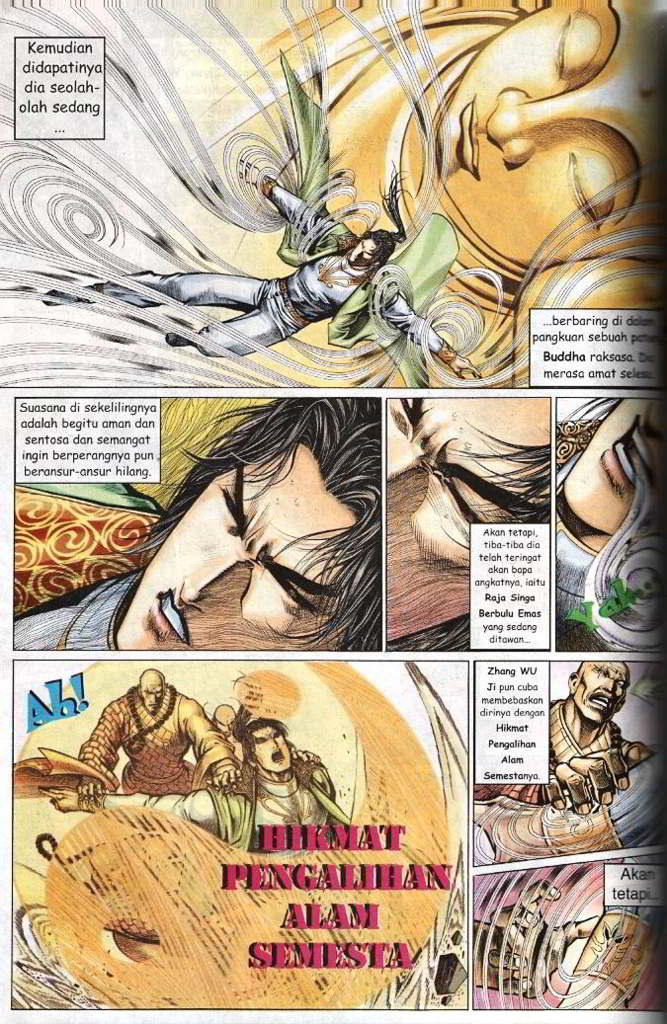 Kemudian
didapatinya
dia seolah-
olah sedang
...
...berbaring di dalam
pangkuan sebuah
Buddha raksasa. Dia
merasa amat selesa.
Suasana di sekelilingnya
adalah begitu aman dan
sentosa dan semangat
ingin berperangnya pun
beransur-ansur hilang.
Akan tetapi,
tiba-tiba dia
telah teringat
akan bapa
angkatnya, iaitu
Raja Singa
Berbulu Emas
yang sedang
ditawan...
Ah!
HIKMAT
PENGALIHAN
ALAM
SEMESTA
Zhang WU
Ji pun cuba
membebaskan
dirinya dengan
Hikmat
Pengalihan
Alam
Semestanya.
Akan
tetapi...